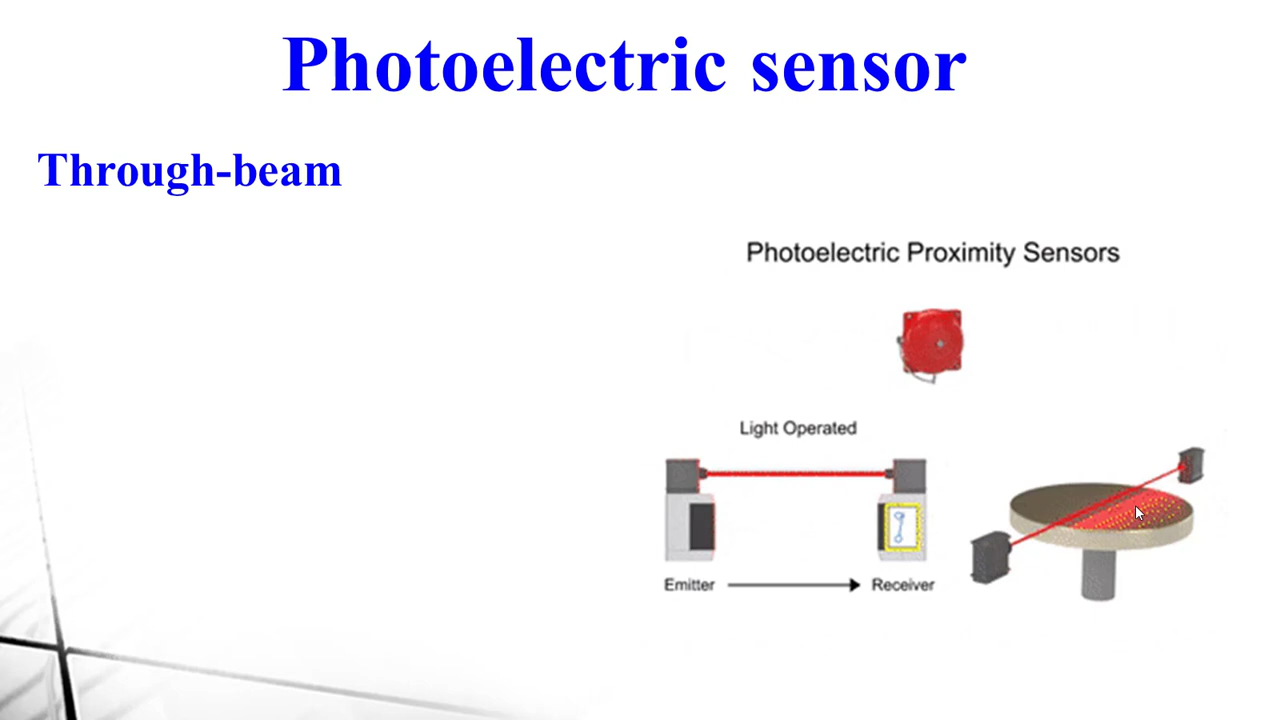 Photoelectric sensor
Through-beam
Photoelectric Proximity Sensors
Light Operated
Emitter
Receiver